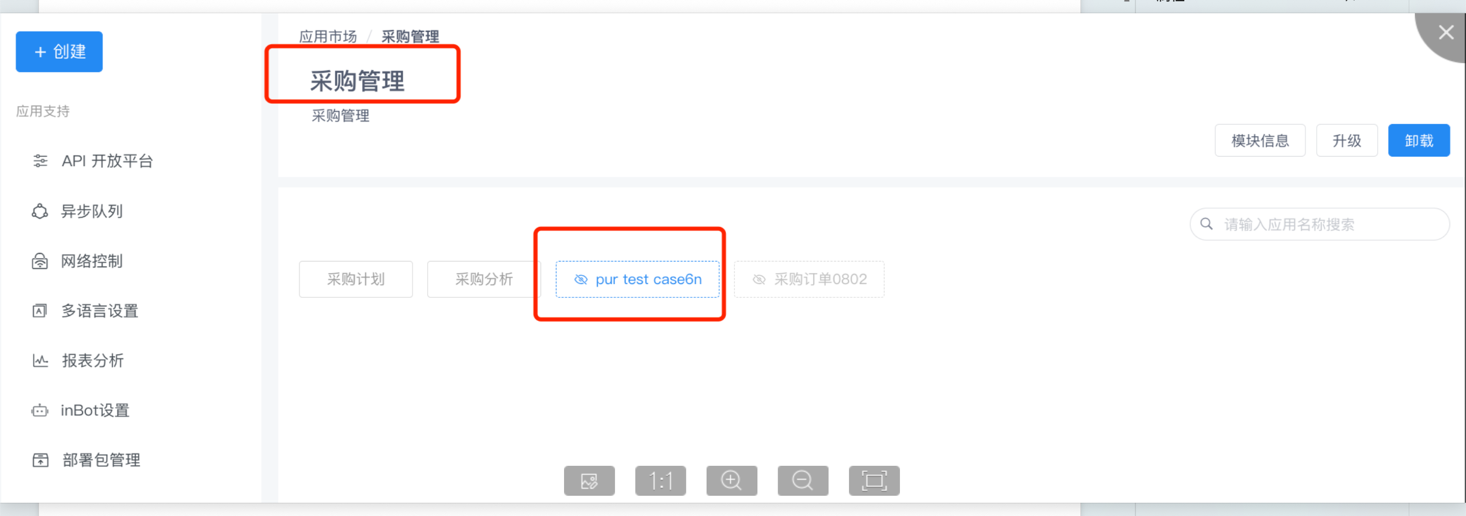 + 创建
应用支持
API 开放平台
异步队列
网络控制
多语言设置
报表分析
inBot设置
部署包管理
应用市场 / 采购管理
采购管理
采购管理
模块信息 升级 卸载
请输入应用名称搜索
采购计划 采购分析 pur test case6n 采购订单0802
1:1